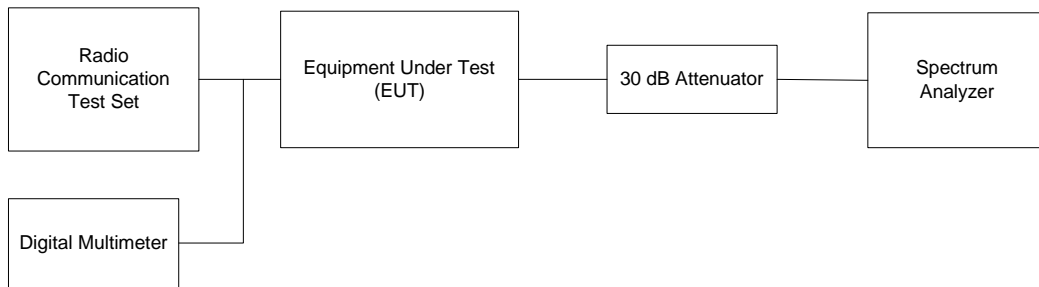 Radio
Communication
Test Set
Equipment Under Test
(EUT)
30 dB Attenuator
Spectrum
Analyzer
Digital Multimeter